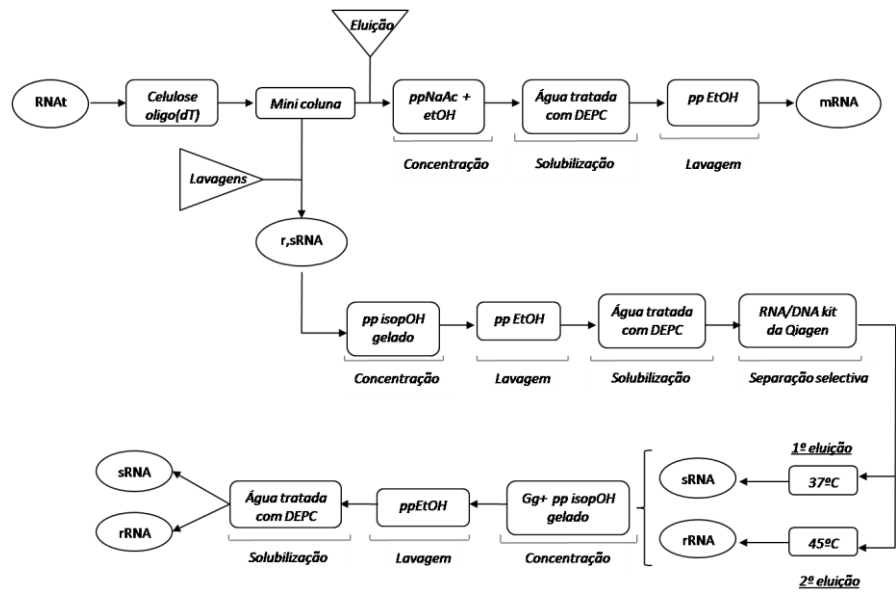 Eluição
RNAt
Celulose
oligo(dT)
Mini coluna
ppNaAc +
etOH
Água tratada
com DEPC
pp EtOH
mRNA
Concentração
Solubilização
Lavagem
Lavagens
r,sRNA
pp isopOH
gelado
pp EtOH
Água tratada
com DEPC
RNA/DNA kit
da Qiagen
Concentração
Lavagem
Solubilização
Separação selectiva
1º eluição
sRNA
37ºC
rRNA
45ºC
2º eluição
Gg+ pp isopOH
gelado
Concentração
ppEtOH
Lavagem
Água tratada
com DEPC
Solubilização
sRNA
rRNA